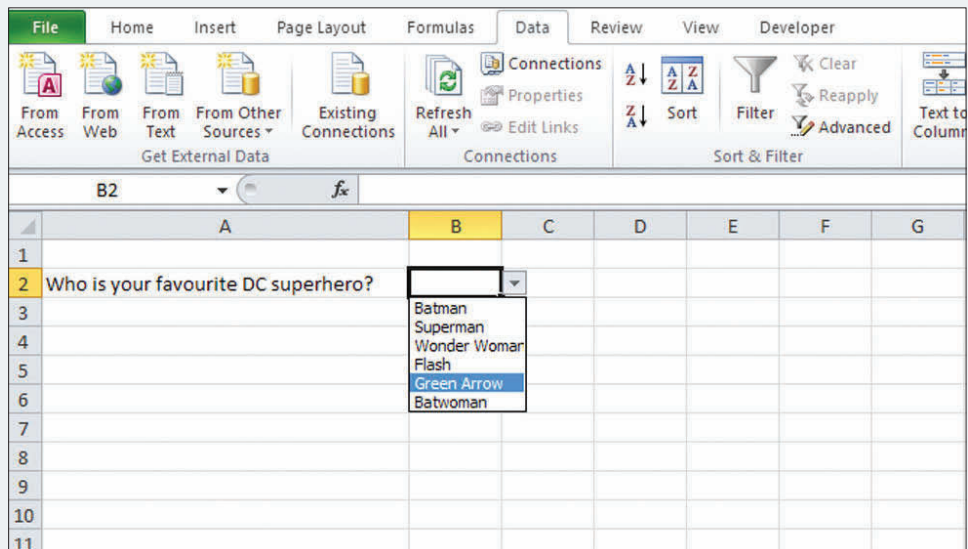 File Home Insert Page Layout Formulas Data Review View Developer
From Access
From Web
From Text
From Other Sources
Existing Connections
Get External Data
Refresh All
Connections
Properties
Edit Links
Connections
A Z
Z A
Sort
Filter
Clear
Reapply
Advanced
Sort & Filter
Text to
Colum
B2 fx
A B C D E F G
1
2 Who is your favourite DC superhero?
3 Batman
Superman
4 Wonder Woman
5 Flash
Green Arrow
6 Batwoman
7
8
9
10
11